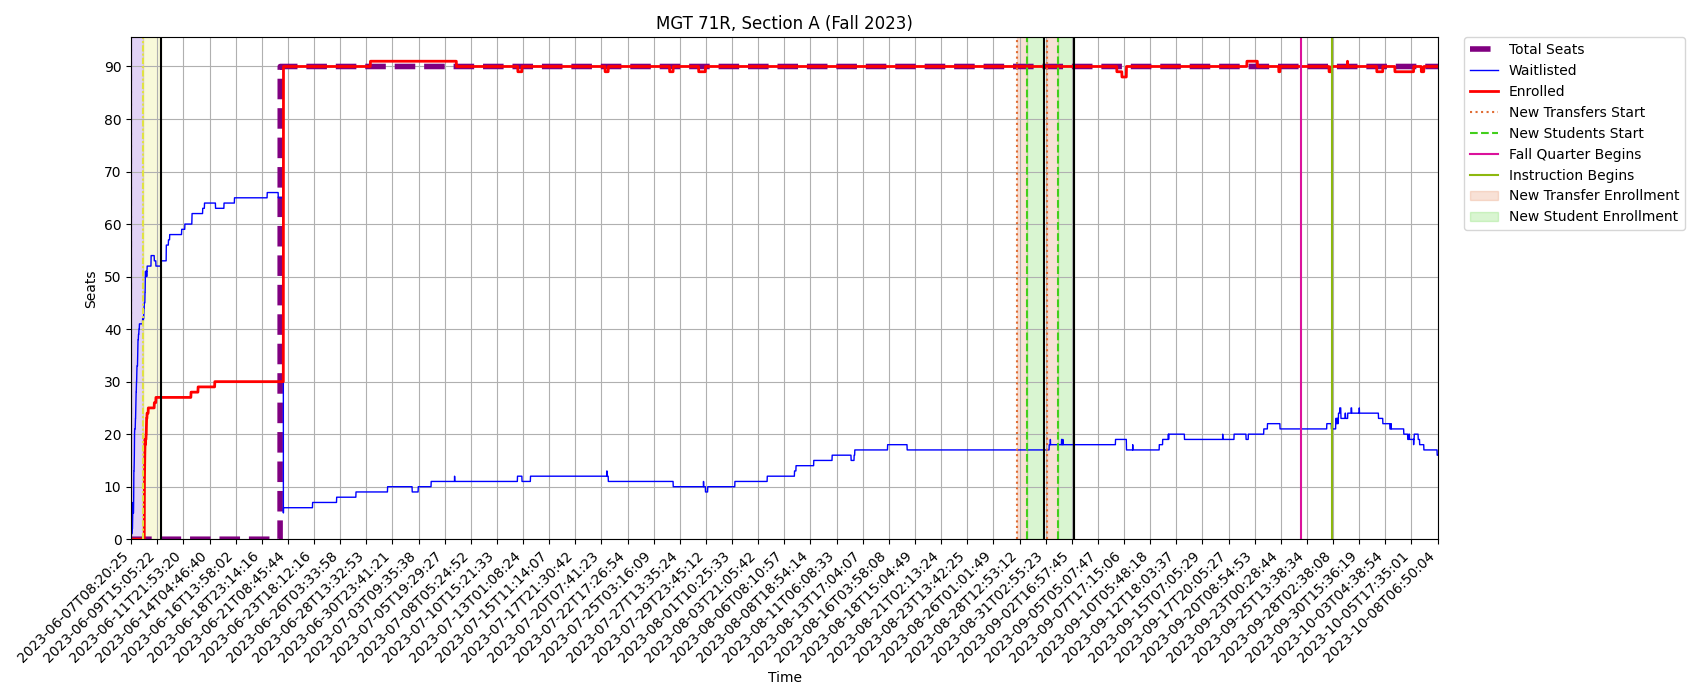 MGT 71R, Section A (Fall 2023)
Total Seats
Waitlisted
Enrolled
New Transfers Start
New Students Start
Fall Quarter Begins
Instruction Begins
New Transfer Enrollment
New Student Enrollment
Seats
90
80
70
60
50
40
30
20
10
0
2023-06-07T08:20:25
2023-06-09T15:05:22
2023-06-11T21:53:20
2023-06-14T04:46:40
2023-06-16T13:58:02
2023-06-18T23:14:16
2023-06-21T08:45:44
2023-06-23T18:12:16
2023-06-26T03:33:58
2023-06-28T13:32:53
2023-06-30T23:41:21
2023-07-03T09:35:38
2023-07-05T19:29:27
2023-07-08T05:24:52
2023-07-10T15:21:33
2023-07-13T01:08:24
2023-07-15T11:14:07
2023-07-17T21:30:42
2023-07-20T07:41:23
2023-07-22T17:26:54
2023-07-25T03:16:09
2023-07-27T13:35:24
2023-07-29T23:45:12
2023-08-01T10:25:33
2023-08-03T21:05:42
2023-08-06T08:10:57
2023-08-08T18:54:14
2023-08-11T06:08:33
2023-08-13T17:04:07
2023-08-16T03:58:08
2023-08-18T15:04:49
2023-08-21T02:13:24
2023-08-23T13:42:25
2023-08-26T01:01:49
2023-08-28T12:53:12
2023-08-31T02:55:23
2023-09-02T16:57:45
2023-09-05T05:07:47
2023-09-07T17:15:06
2023-09-10T05:48:18
2023-09-12T18:03:37
2023-09-15T07:05:29
2023-09-17T20:05:27
2023-09-20T08:54:53
2023-09-23T00:28:44
2023-09-25T13:38:34
2023-09-28T02:38:08
2023-09-30T15:36:19
2023-10-03T04:38:54
2023-10-05T17:35:01
2023-10-08T06:50:04
Time